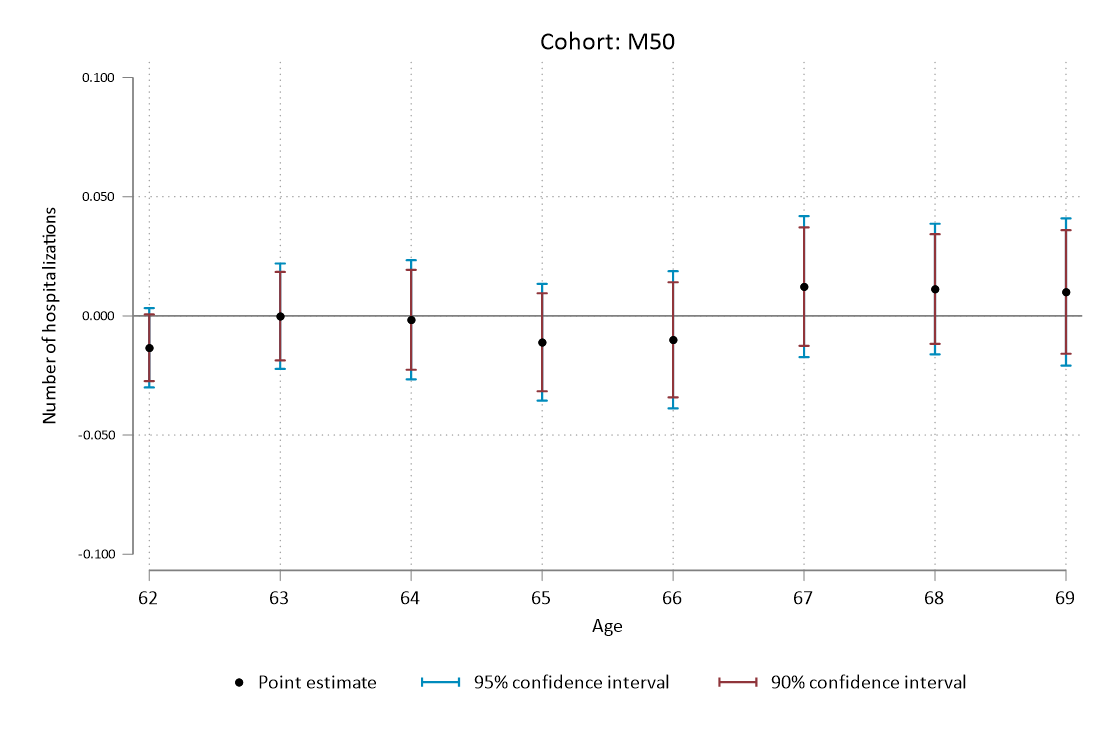 Cohort: M50
0.100
0.050
0.000
-0.050
-0.100
Number of hospitalizations
62 63 64 65 66 67 68 69
Age
Point estimate 95% confidence interval 90% confidence interval